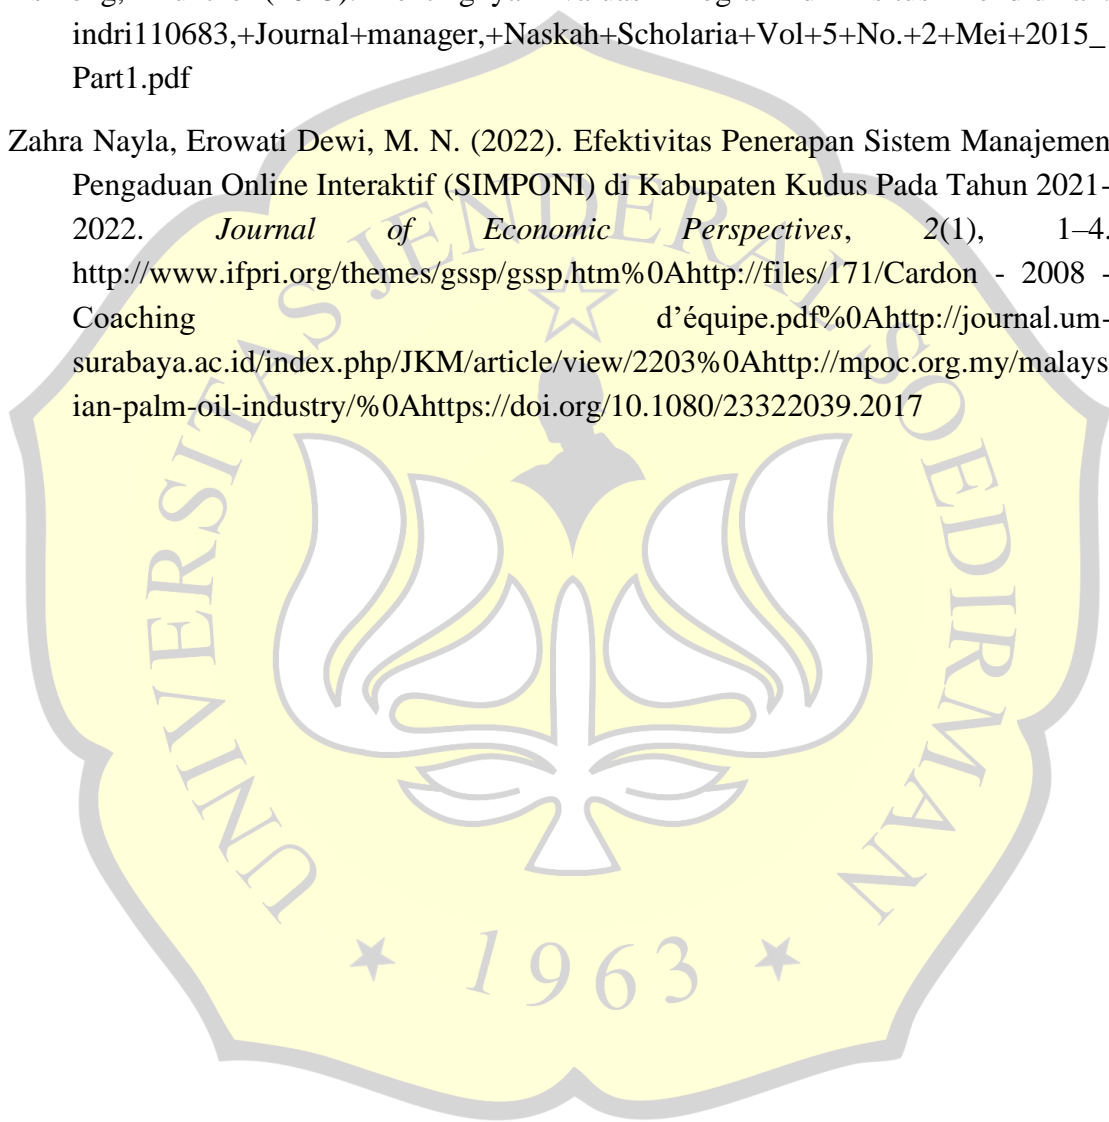 indri110683,+Journal+manager,+Naskah+Scholaria+Vol+5+No.+2+Mei+2015_
Part1.pdf
Zahra Nayla, Erowati Dewi, M. N. (2022). Efektivitas Penerapan Sistem Manajemen
Pengaduan Online Interaktif (SIMPONI) di Kabupaten Kudus Pada Tahun 2021-
2022. Journal of Economic Perspectives, 2(1), 1–4.
http://www.ifpri.org/themes/gssp/gssp.htm%0Ahttp://files/171/Cardon - 2008 -
Coaching d’équipe.pdf%0Ahttp://journal.um-
surabaya.ac.id/index.php/JKM/article/view/2203%0Ahttp://mpoc.org.my/malays
ian-palm-oil-industry/%0Ahttps://doi.org/10.1080/23322039.2017
UNIVERSITAS JENDERAL SOEDIRMAN
1963